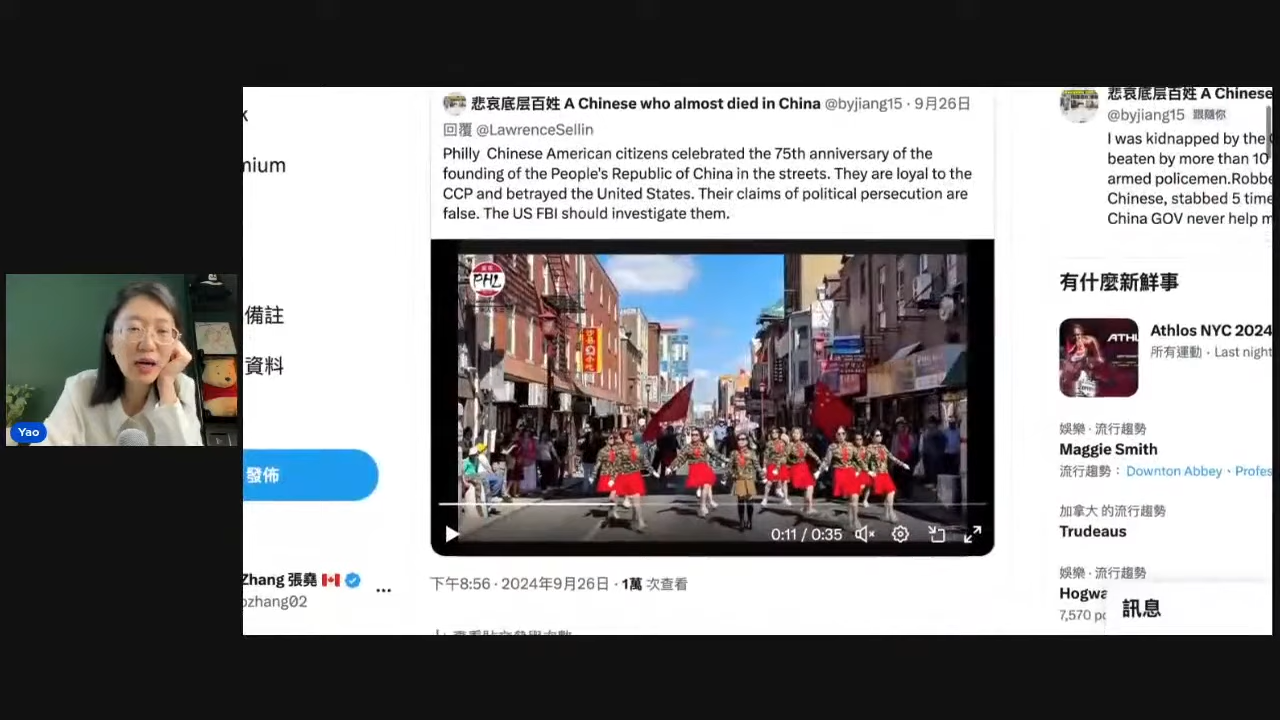 Yao
mium
備註
資料
發佈
Zhang 張堯
ozhang02
悲哀底层百姓 A Chinese who almost died in China @byjiang15 · 9月26日
回覆 @LawrenceSellin
Philly Chinese American citizens celebrated the 75th anniversary of the
founding of the People's Republic of China in the streets. They are loyal to the
CCP and betrayed the United States. Their claims of political persecution are
false. The US FBI should investigate them.
PHL
沙县小吃
0:11 / 0:35
下午8:56 · 2024年9月26日 · 1萬 次查看
悲哀底层百姓 A Chinese
@byjiang15 跟隨你
I was kidnapped by the
beaten by more than 10
armed policemen.Robbe
Chinese, stabbed 5 time
China GOV never help m
有什麼新鮮事
Athlos NYC 2024
所有運動 · Last night
娛樂 · 流行趨勢
Maggie Smith
流行趨勢： Downton Abbey、Profes
加拿大 的流行趨勢
Trudeaus
娛樂 · 流行趨勢
Hogwa
7,570 po
訊息